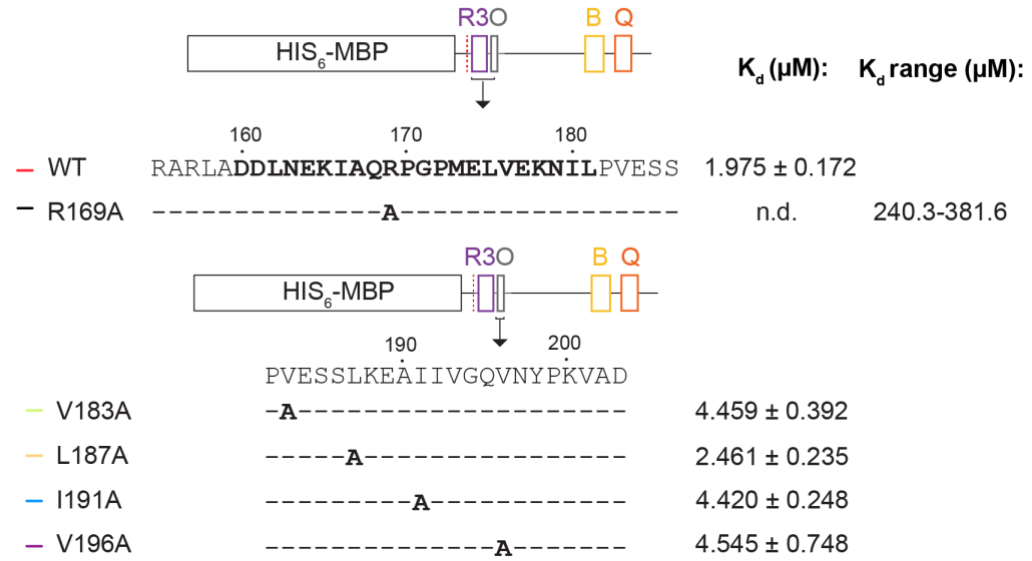 R3O B Q
HIS6-MBP
Kd (µM): Kd range (µM):
160 170 180
WT RARLADDLNEKIAQRPGPMELVEKNILPVESS 1.975 ± 0.172
R169A ---------------A----------------- n.d. 240.3-381.6
R3O B Q
HIS6-MBP
190 200
PVESSLKEAIIVGQVNYPKVAD
V183A -A-------------------- 4.459 ± 0.392
L187A -----A---------------- 2.461 ± 0.235
I191A ---------A------------ 4.420 ± 0.248
V196A --------------A------- 4.545 ± 0.748